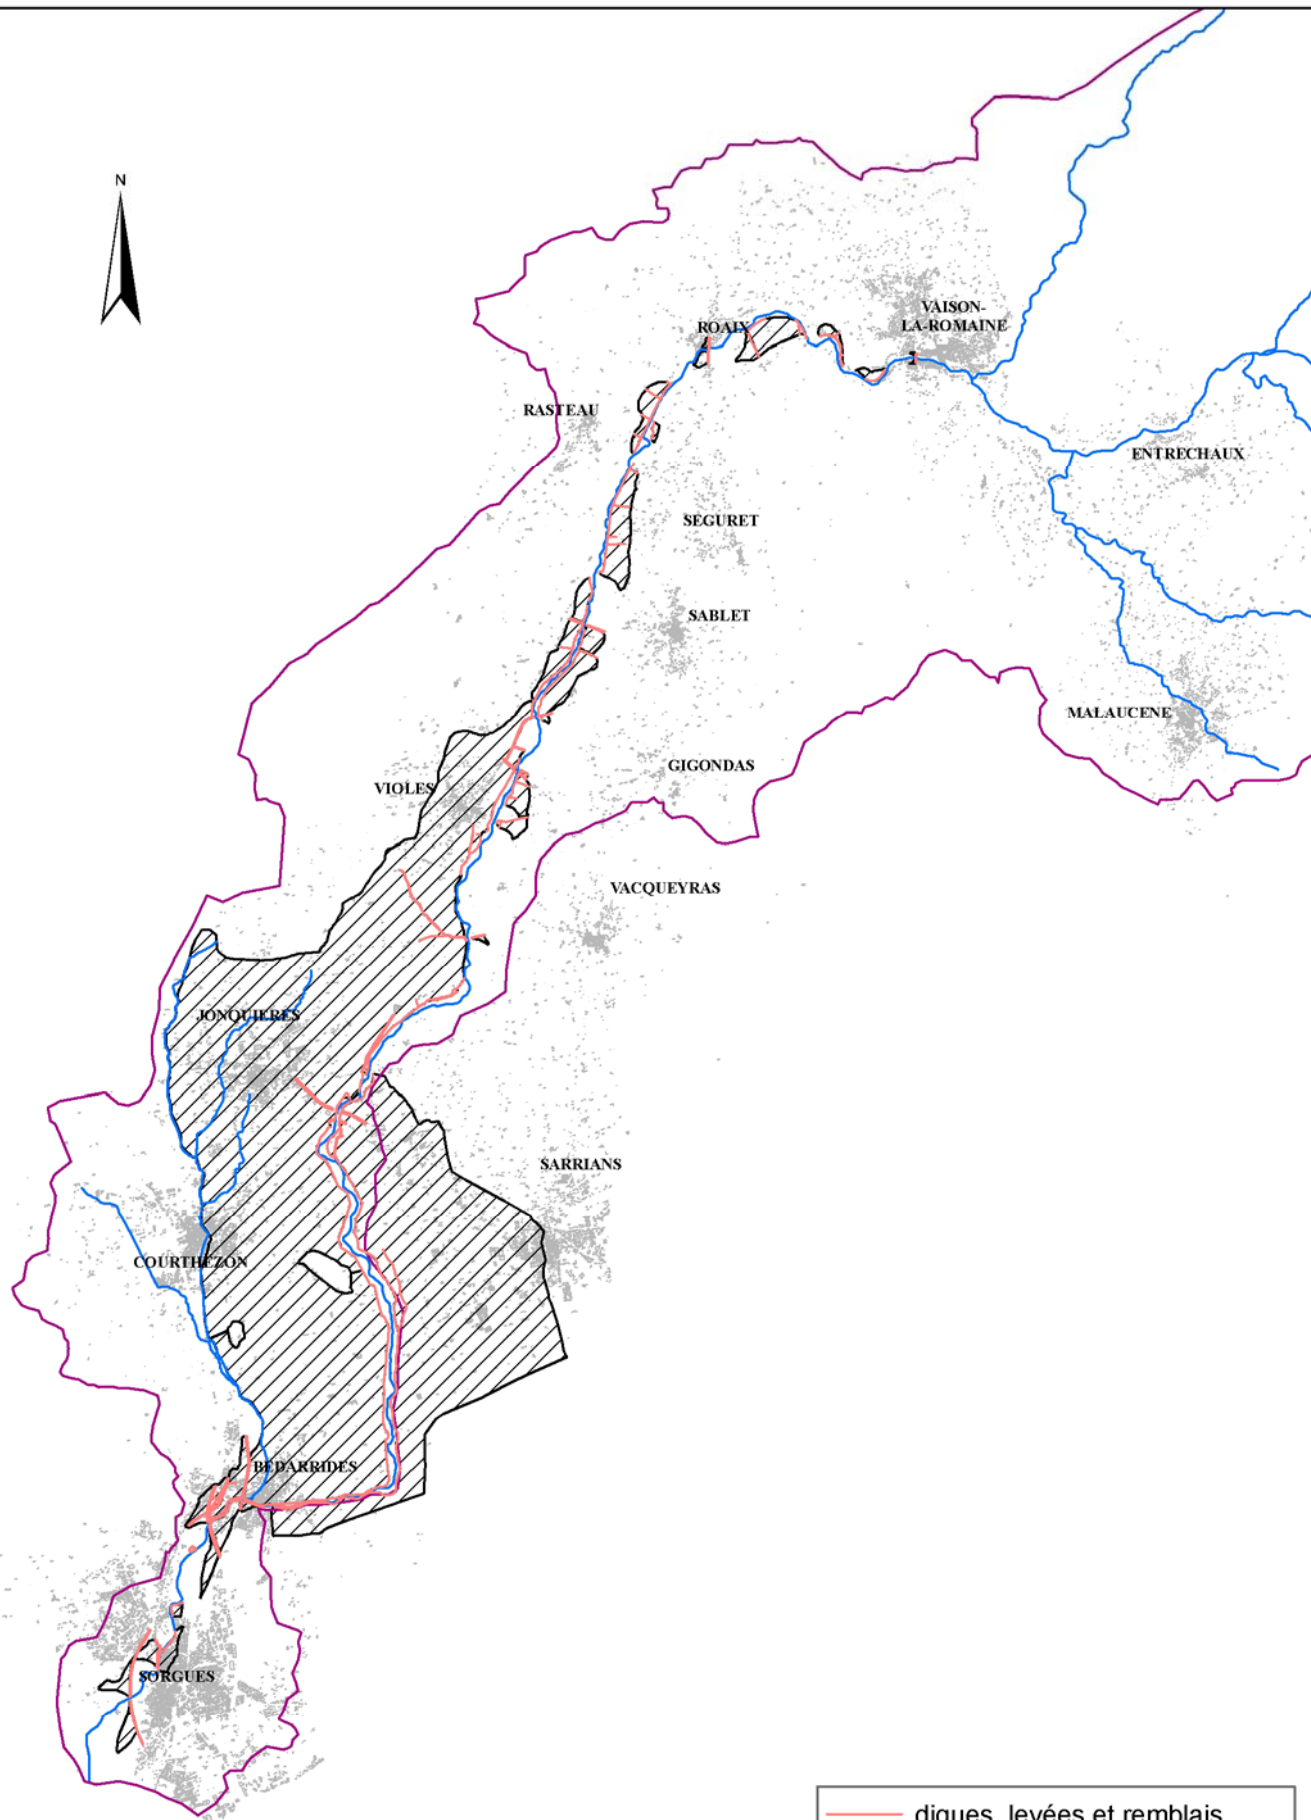 N
VAISON-
LA-ROMAINE
ROAIX
RASTEAU
ENTRECHAUX
SEGURET
SABLET
MALAUCENE
GIGONDAS
VIOLES
VACQUEYRAS
JONQUIERES
SARRIANS
COURTHEZON
BEDARRIDES
SORGUES
digues, levées et remblais